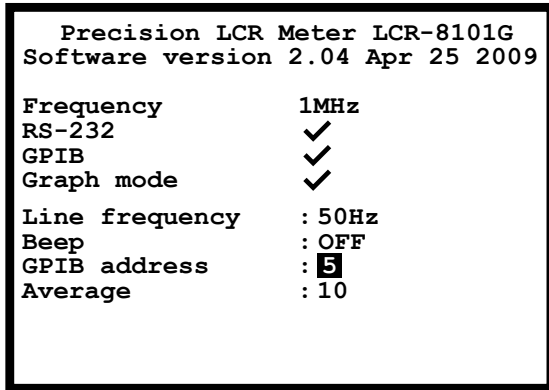 Precision LCR Meter LCR-8101G
Software version 2.04 Apr 25 2009
Frequency 1MHz
RS-232 ✓
GPIB ✓
Graph mode ✓
Line frequency : 50Hz
Beep : OFF
GPIB address : 5
Average : 10